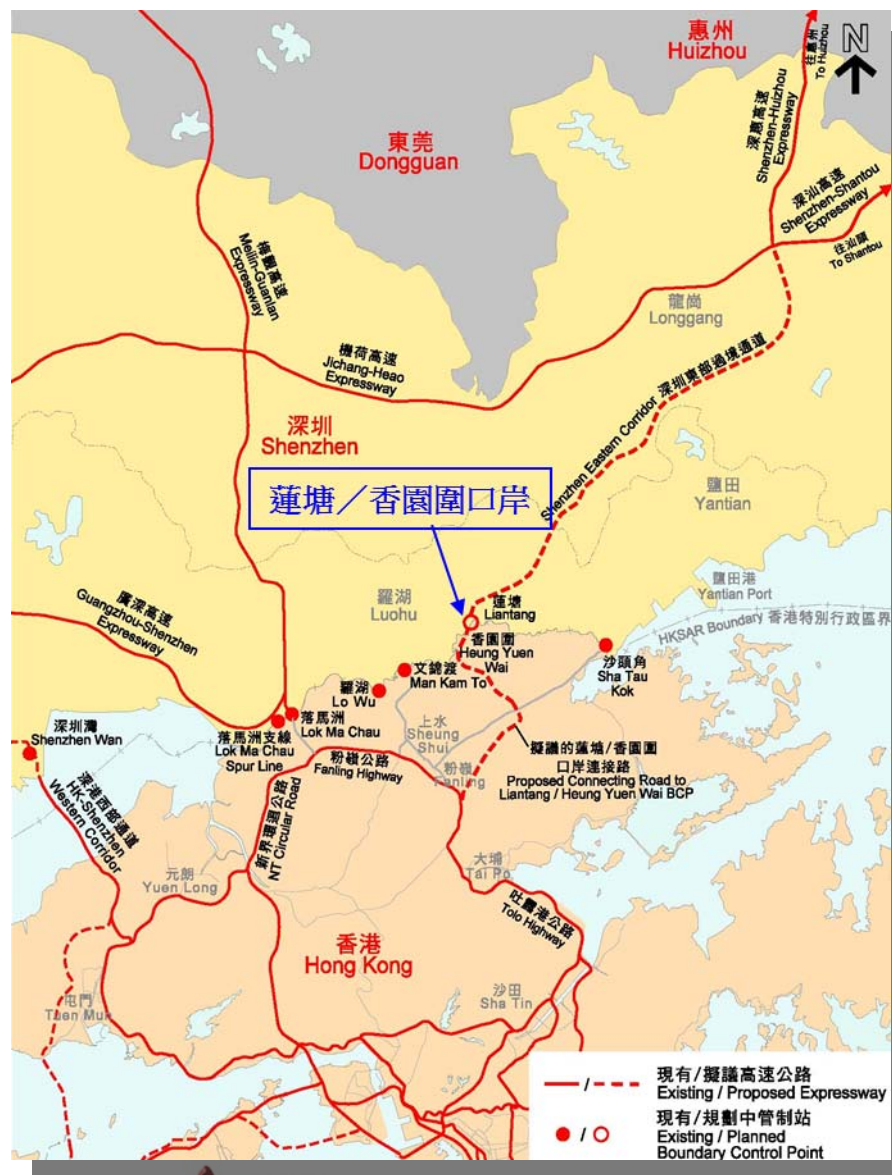 惠州
Huizhou
N
往惠州
To Huizhou
東莞
Dongguan
深惠高速
Shenzhen-Huizhou
Expressway
深汕高速
Shenzhen-Shantou
Expressway
往汕頭
To Shantou
梅觀高速
Meilin-Guanlan
Expressway
龍崗
Longgang
機荷高速
Jichang-Heao
Expressway
深圳
Shenzhen
Shenzhen Eastern Corridor 深圳東部過境通道
蓮塘／香園圍口岸
鹽田
Yantian
鹽田港
Yantian Port
羅湖
Luohu
蓮塘
Liantang
HKSAR Boundary 香港特別行政區界
廣深高速
Guangzhou-Shenzhen
Expressway
香園圍
Heung Yuen
Wai
文錦渡
Man Kam To
沙頭角
Sha Tau
Kok
羅湖
Lo Wu
深圳灣
Shenzhen Wan
落馬洲
Lok Ma Chau
落馬洲支線
Lok Ma Chau
Spur Line
上水
Sheung
Shui
粉嶺
Fanling
粉嶺公路
Fanling Highway
擬議的蓮塘/香園圍
口岸連接路
Proposed Connecting Road to
Liantang / Heung Yuen Wai BCP
深港西部通道
HK-Shenzhen
Western Corridor
新界環迴公路
NT Circular Road
元朗
Yuen Long
大埔
Tai Po
吐露港公路
Tolo Highway
香港
Hong Kong
沙田
Sha Tin
屯門
Tuen Mun
現有/擬議高速公路
Existing / Proposed Expressway
現有/規劃中管制站
Existing / Planned
Boundary Control Point